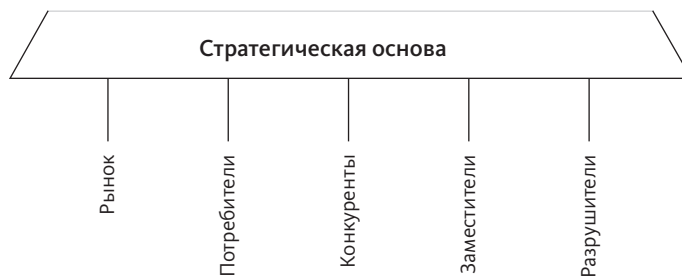 Стратегическая основа
Рынок
Потребители
Конкуренты
Заместители
Разрушители